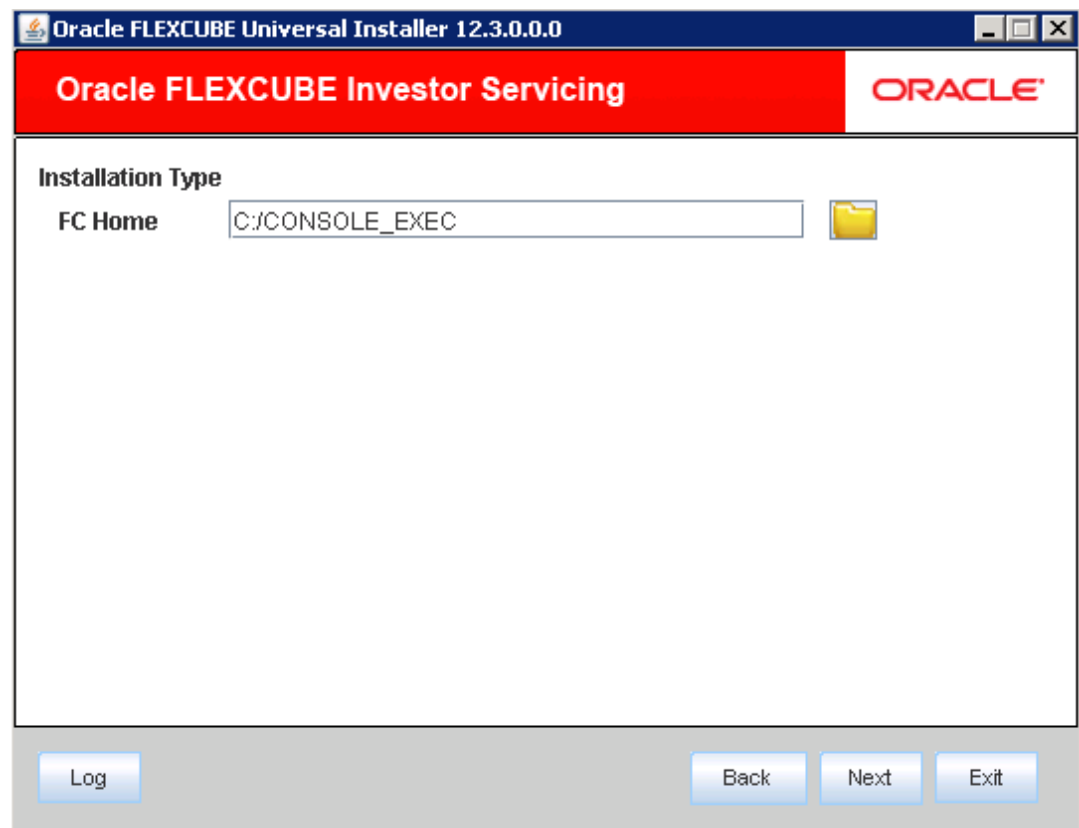 Oracle FLEXCUBE Universal Installer 12.3.0.0.0
Oracle FLEXCUBE Investor Servicing
ORACLE
Installation Type
FC Home C:/CONSOLE_EXEC
Log Back Next Exit